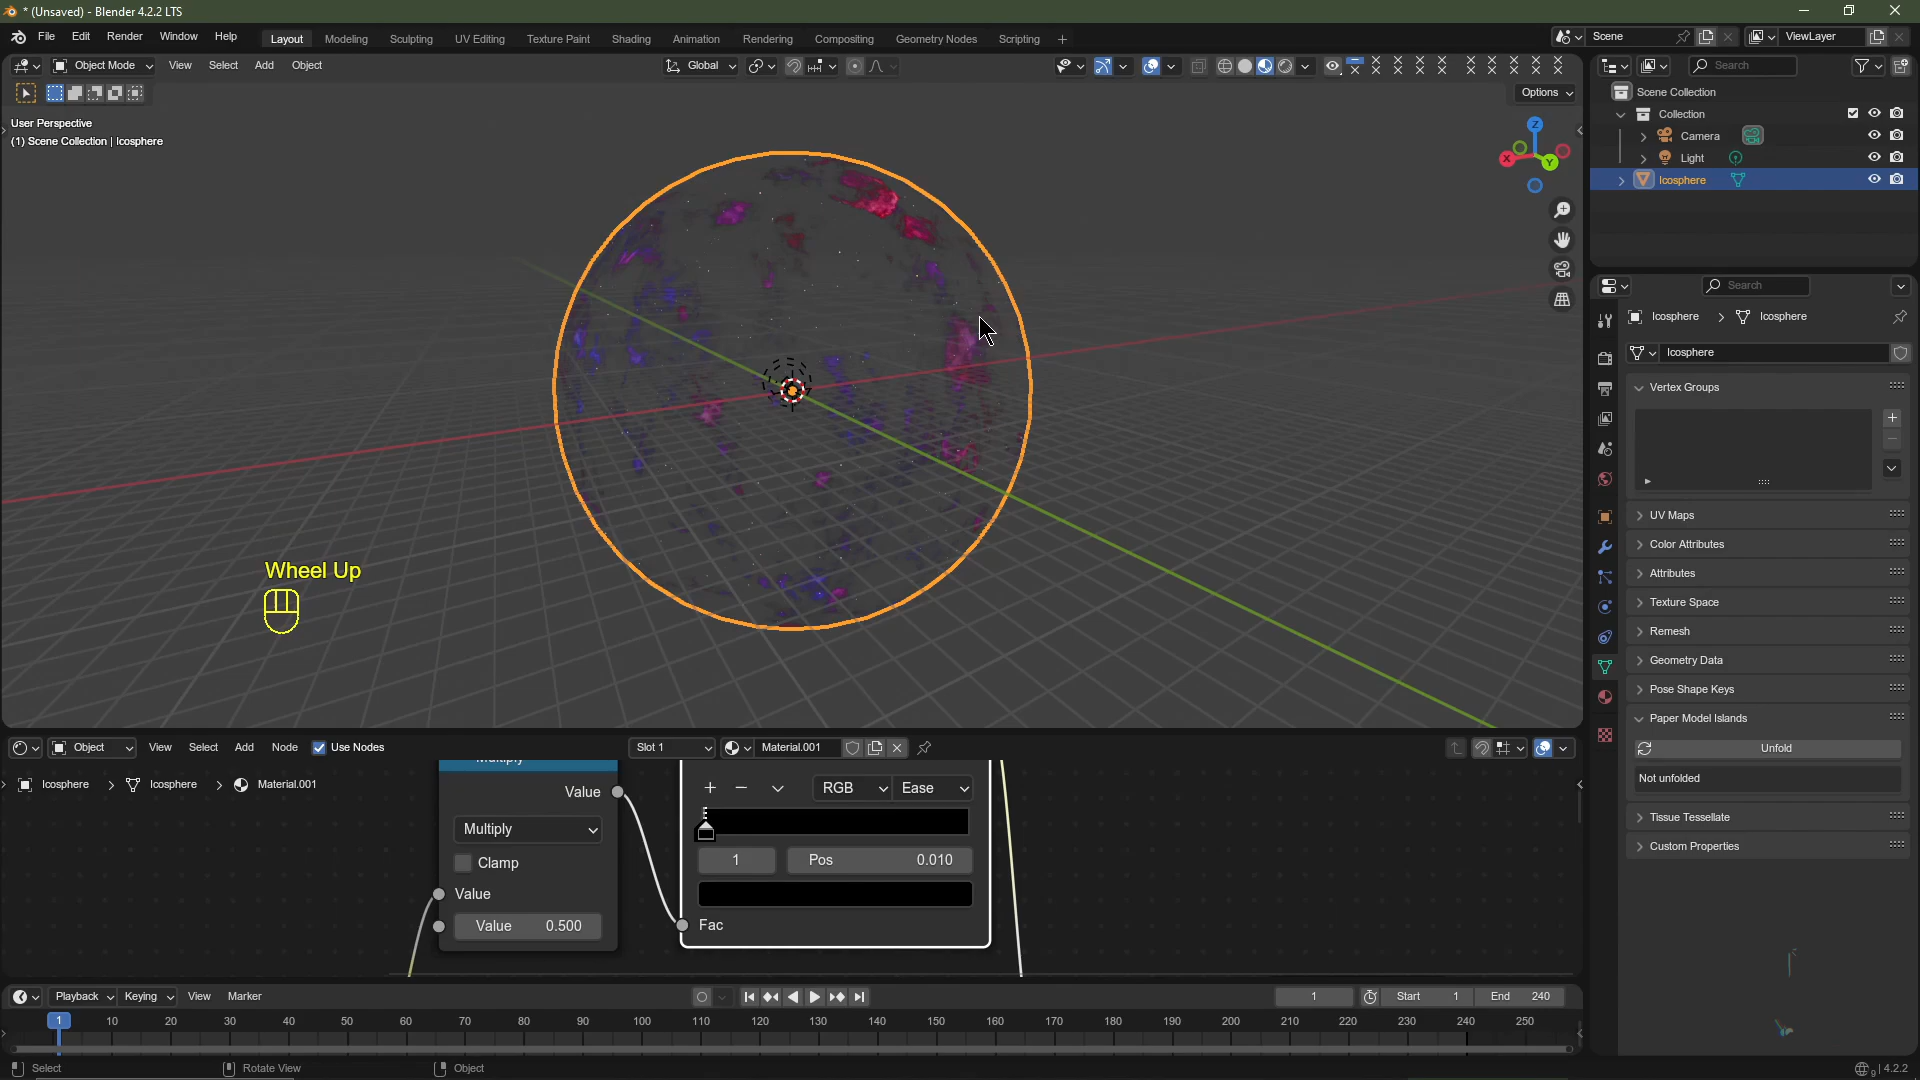 * (Unsaved) - Blender 4.2.2 LTS
File Edit Render Window Help Layout Modeling Sculpting UV Editing Texture Paint Shading Animation Rendering Compositing Geometry Nodes Scripting + Scene ViewLayer
Object Mode View Select Add Object Global
Search
Options
User Perspective
(1) Scene Collection | Icosphere
Z
X
Y
Scene Collection
Collection
Camera
Light
Icosphere
Search
Icosphere Icosphere
Icosphere
Vertex Groups
UV Maps
Color Attributes
Attributes
Texture Space
Remesh
Geometry Data
Pose Shape Keys
Paper Model Islands
Unfold
Not unfolded
Tissue Tessellate
Custom Properties
Wheel Up
Object View Select Add Node Use Nodes Slot 1 Material.001
Icosphere Icosphere Material.001
Multiply
Value
Multiply
Clamp
Value
Value 0.500
RGB Ease
1 Pos 0.010
Fac
Playback Keying View Marker 1 Start 1 End 240
1 10 20 30 40 50 60 70 80 90 100 110 120 130 140 150 160 170 180 190 200 210 220 230 240 250
Select Rotate View Object 9 4.2.2